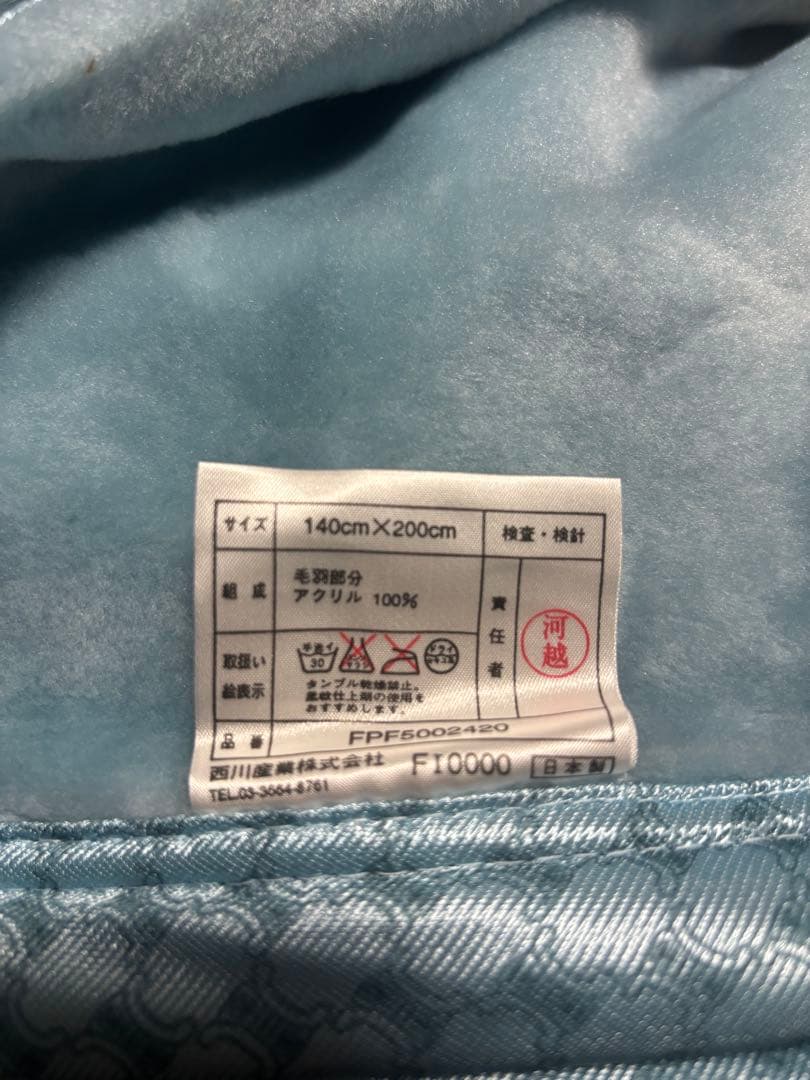 サイズ 140cm×200cm 検査・検針
組成 毛羽部分
アクリル 100%
責任者 河越
取扱い
絵表示
手洗イ
30
ドライ
タンブル乾燥禁止。
柔軟仕上剤の使用を
おすすめします。
品番 FPF5002420
西川産業株式会社 FI0000 日本製
TEL.03-3664-8761